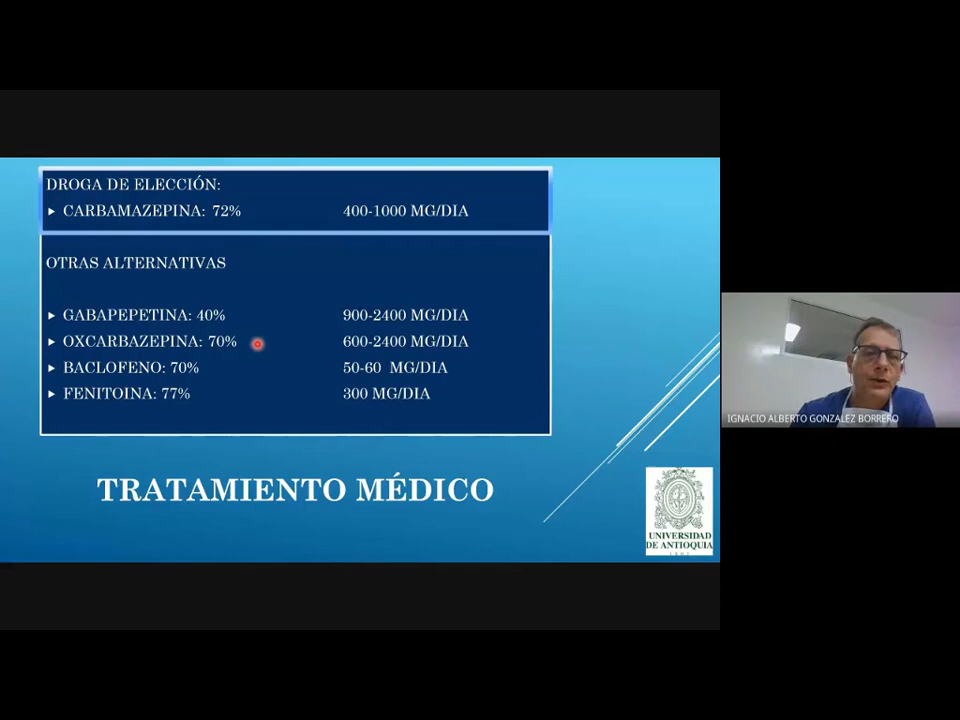 DROGA DE ELECCIÓN:
CARBAMAZEPINA: 72% 400-1000 MG/DIA
OTRAS ALTERNATIVAS
GABAPEPETINA: 40% 900-2400 MG/DIA
OXCARBAZEPINA: 70% 600-2400 MG/DIA
BACLOFENO: 70% 50-60 MG/DIA
FENITOINA: 77% 300 MG/DIA
TRATAMIENTO MÉDICO
UNIVERSIDAD
DE ANTIOQUIA
IGNACIO ALBERTO GONZALEZ BORRERO